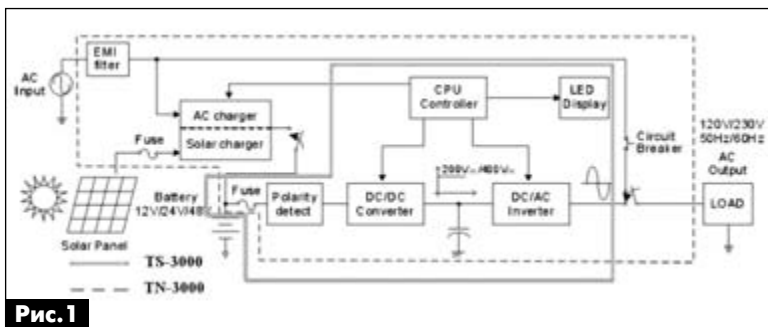 EMI
filter
AC
Input
AC charger
Solar charger
Fuse
CPU
Controller
LED
Display
Circuit
Breaker
120V/230V
50Hz/60Hz
AC
Output
LOAD
Battery
12V/24V/48V
Fuse
Polarity
detect
DC/DC
Converter
DC/AC
Inverter
Solar Panel
TS-3000
TN-3000
Рис.1